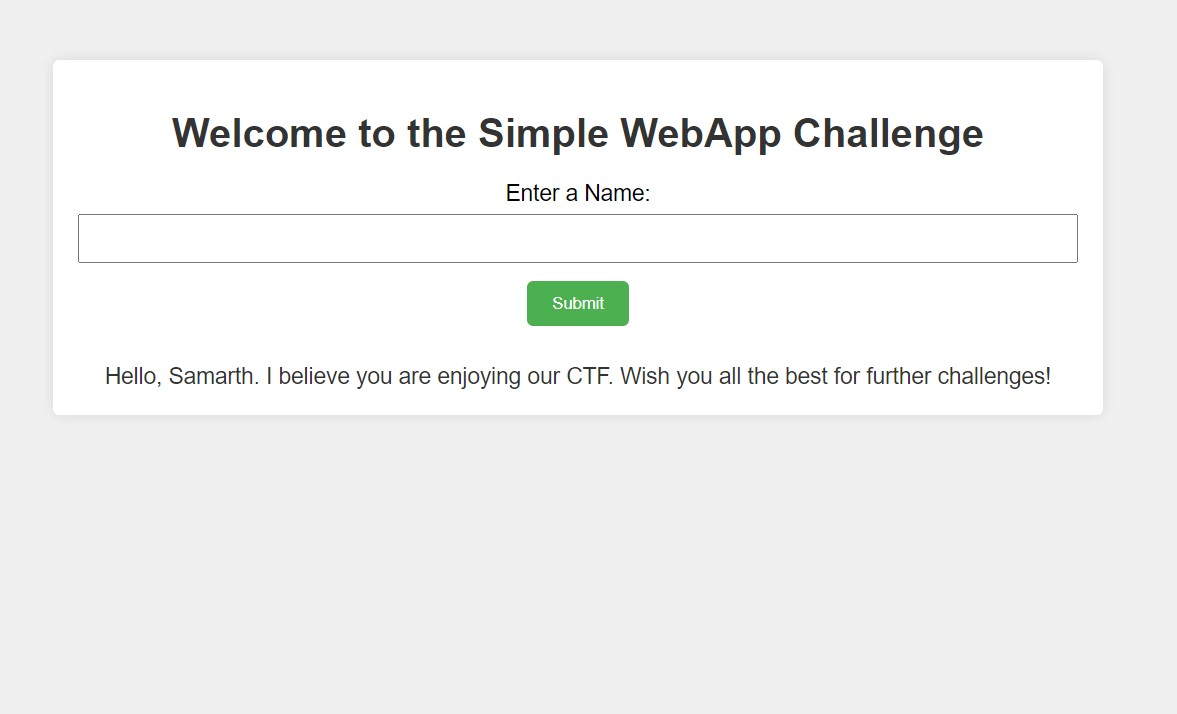 Welcome to the Simple WebApp Challenge
Enter a Name:
Submit
Hello, Samarth. I believe you are enjoying our CTF. Wish you all the best for further challenges!